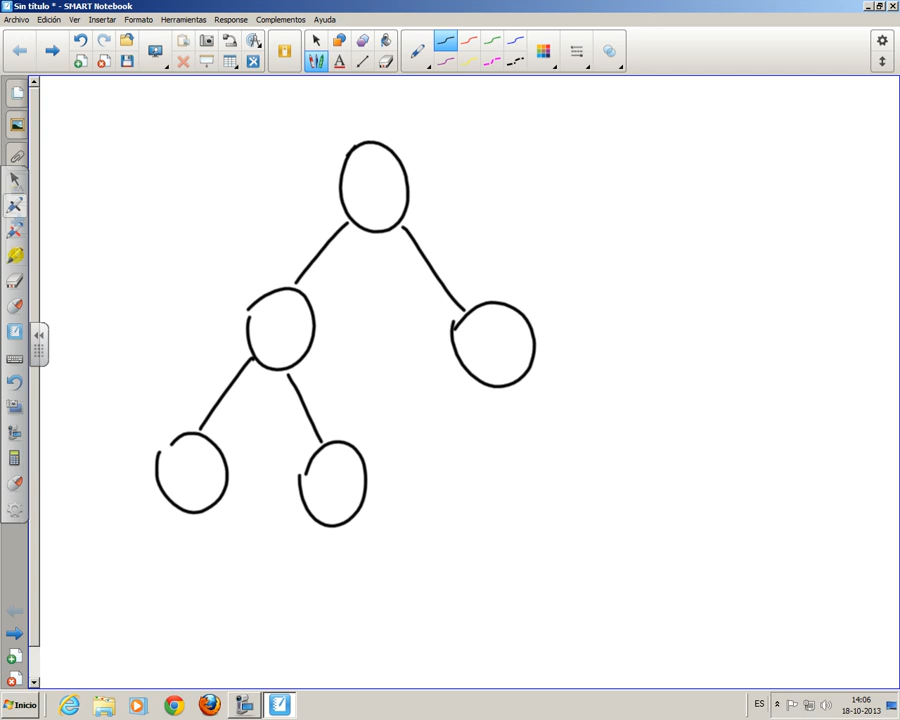 Sin título * - SMART Notebook
Archivo Edición Ver Insertar Formato Herramientas Response Complementos Ayuda
Inicio
ES
14:06
18-10-2013